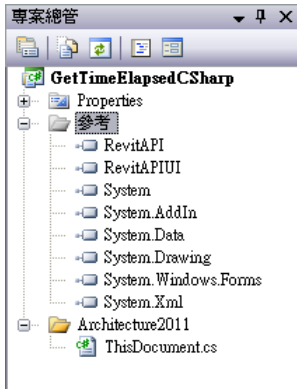 專案總管
GetTimeElapsedCSharp
Properties
參考
RevitAPI
RevitAPIUI
System
System.AddIn
System.Data
System.Drawing
System.Windows.Forms
System.Xml
Architecture2011
ThisDocument.cs